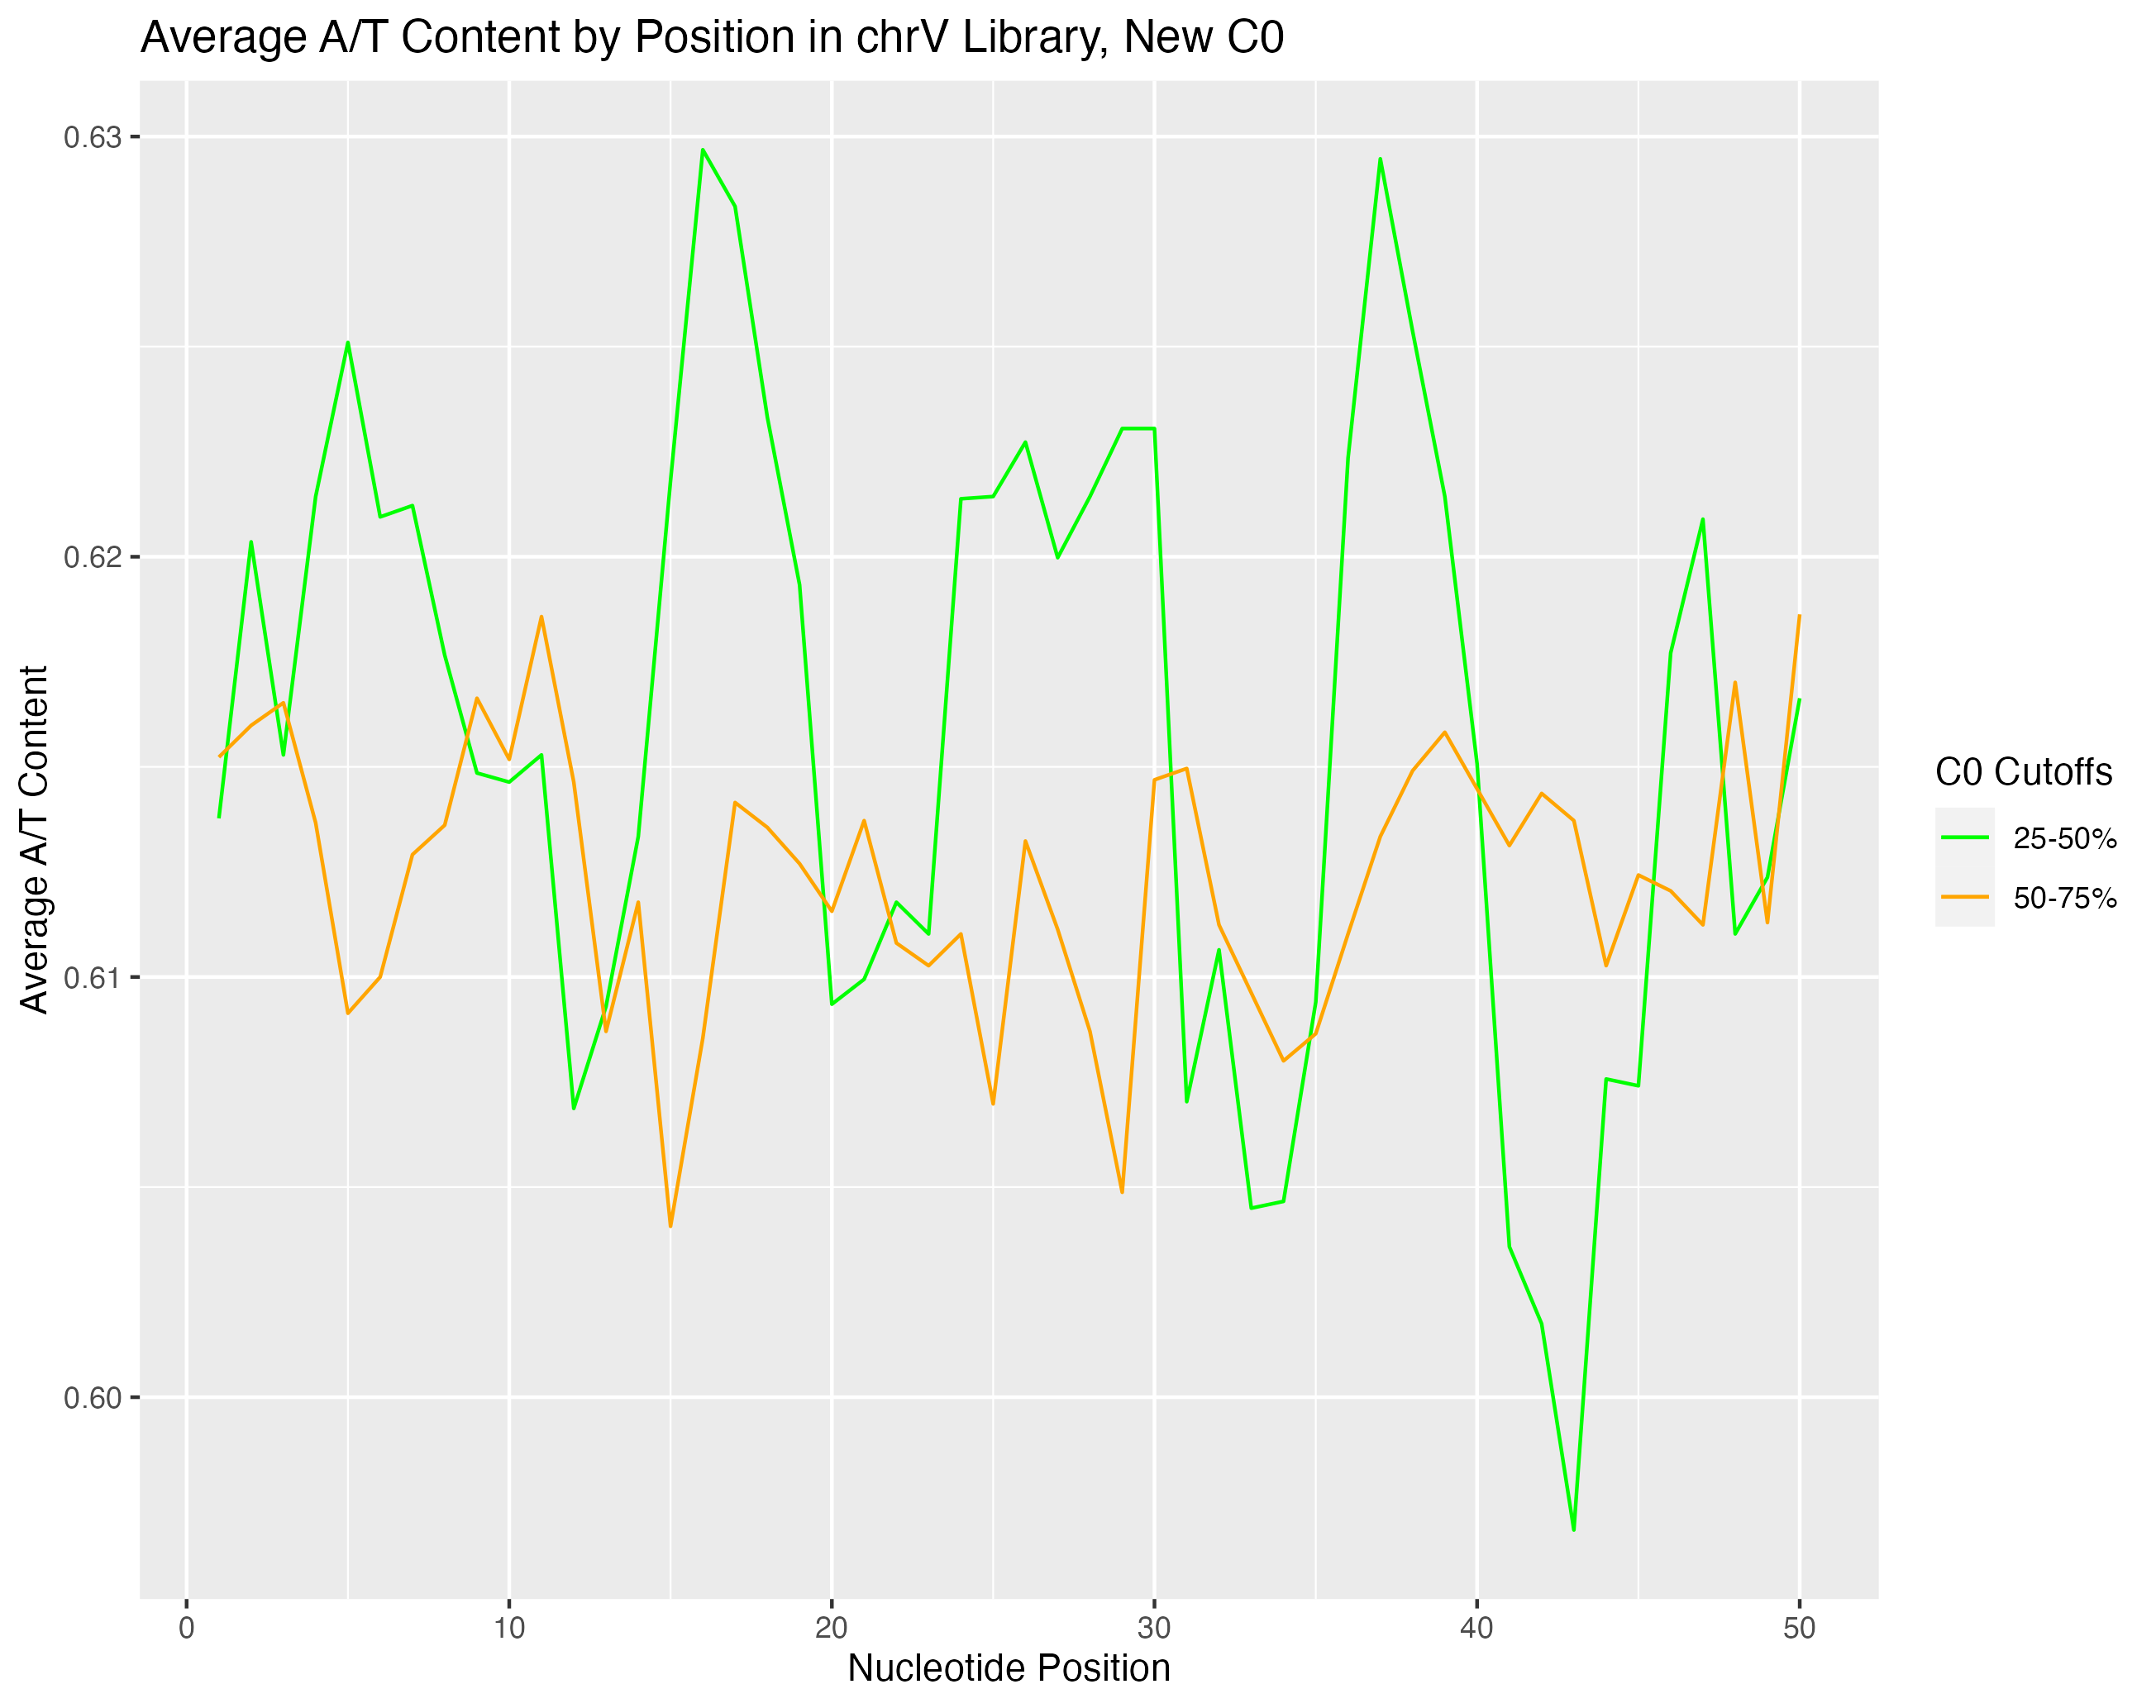 Average A/T Content by Position in chrV Library, New C0
Average A/T Content
0.63
0.62
0.61
0.60
0 10 20 30 40 50
Nucleotide Position
C0 Cutoffs
25-50%
50-75%